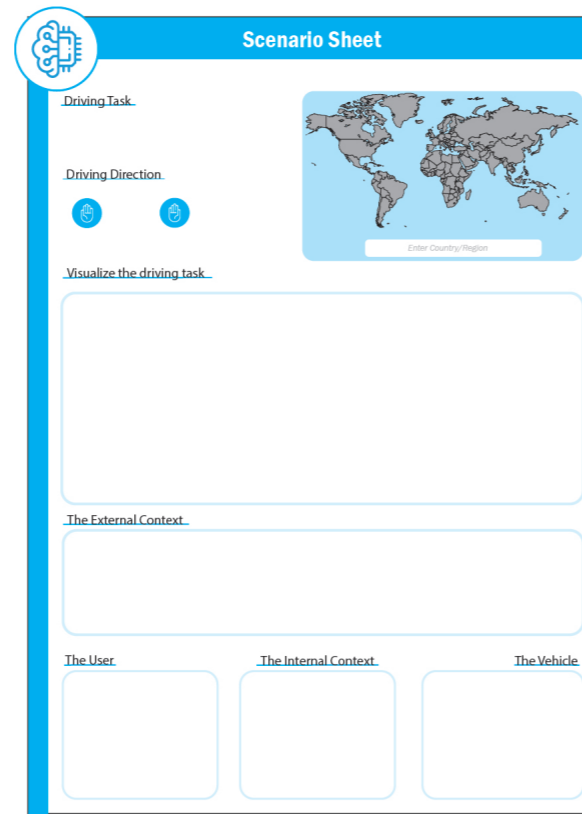 Scenario Sheet
Driving Task
Driving Direction
Enter Country/Region
Visualize the driving task
The External Context
The User
The Internal Context
The Vehicle